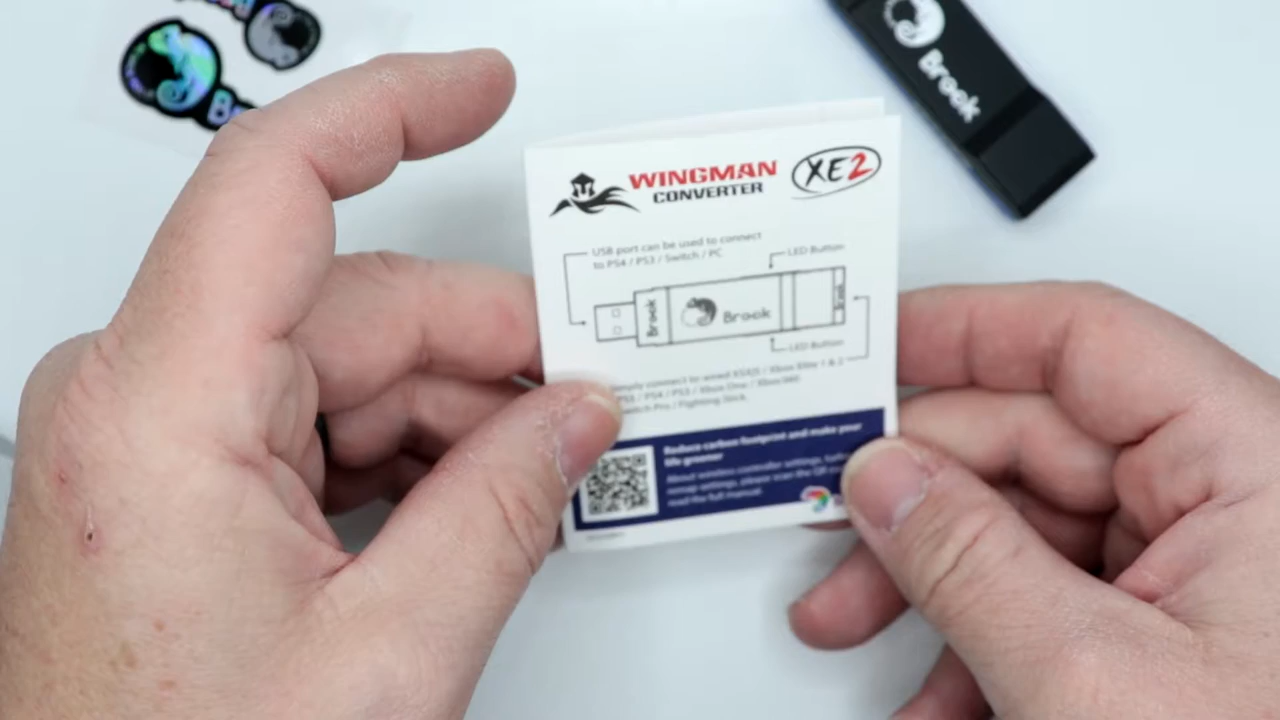 Brook
WINGMAN
XE2
CONVERTER
USB port can be used to connect
to PS4 / PS3 / Switch / PC
LED Button
Brook
Brook
LED Button
Simply connect to wired XSX|S / Xbox Elite 1 & 2
PS5 / PS4 / PS3 / Xbox One / Xbox360
Switch Pro / Fighting Stick.
Reduce carbon footprint and make your
life greener
About wireless controller settings,
remap settings, please scan the QR
read the full manual.